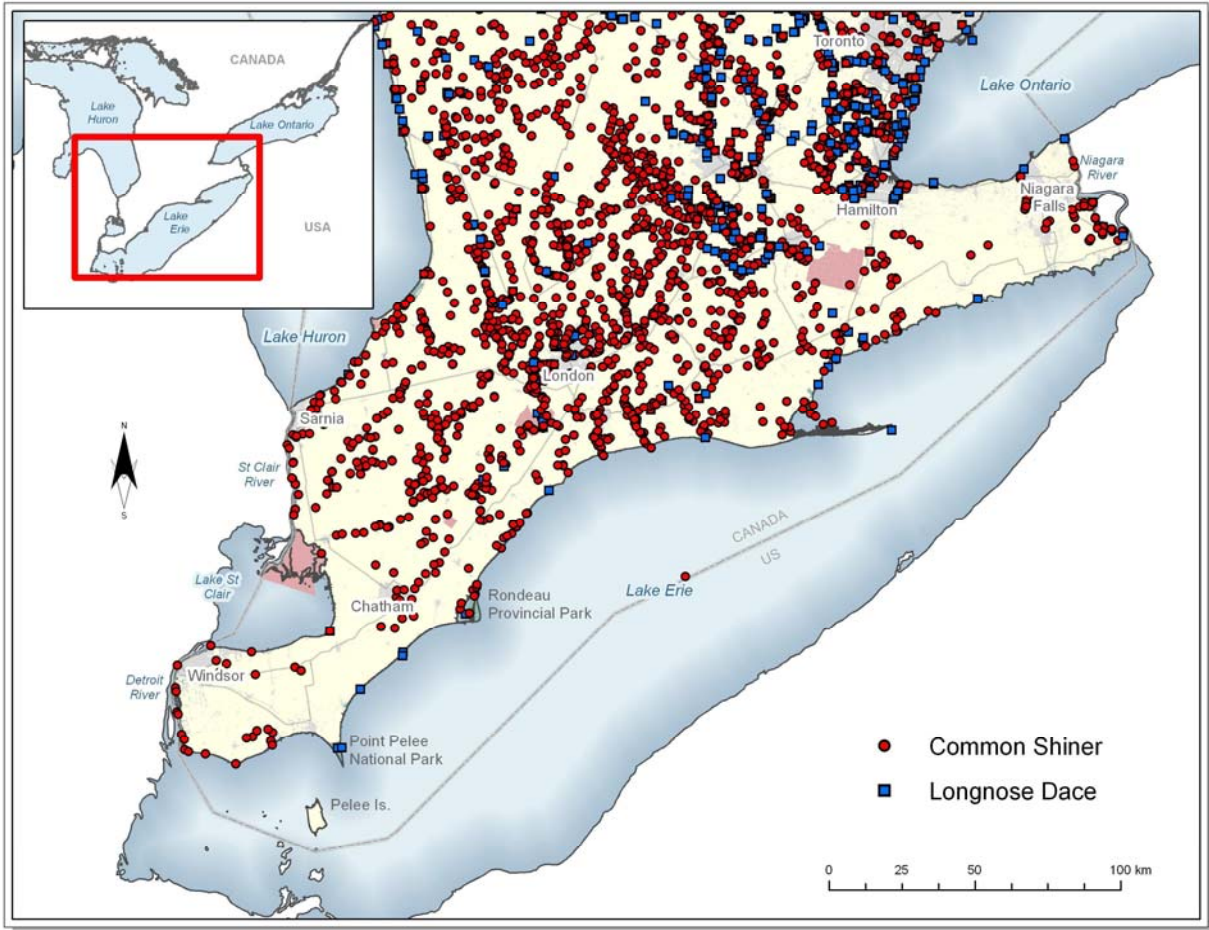 CANADA
Lake
Huron
Lake Ontario
Lake
Erie
USA
Toronto
Lake Ontario
Niagara
River
Niagara
Falls
Hamilton
Lake Huron
London
Sarnia
N
S
St Clair
River
CANADA
US
Lake St
Clair
Chatham
Rondeau
Provincial Park
Lake Erie
Windsor
Detroit
River
Point Pelee
National Park
Pelee Is.
Common Shiner
Longnose Dace
0 25 50 100 km